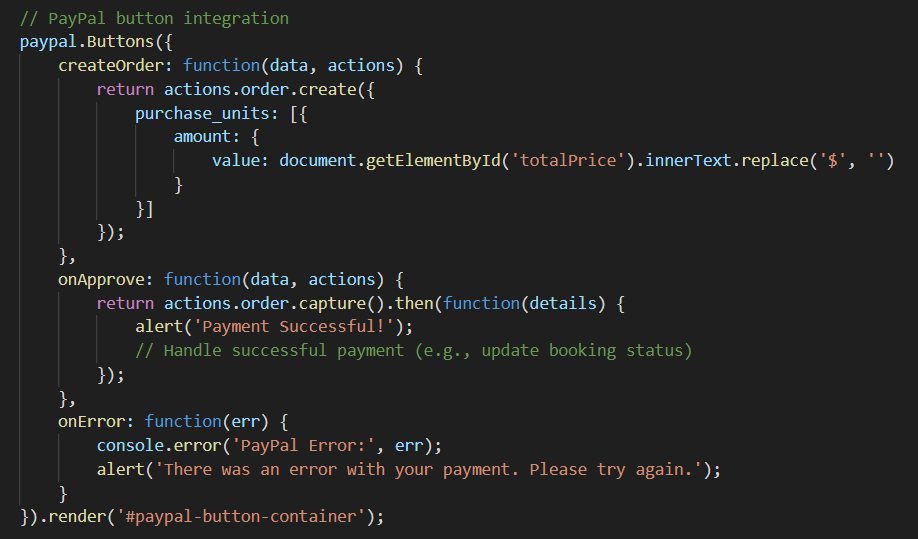 // PayPal button integration
paypal.Buttons({
    createOrder: function(data, actions) {
        return actions.order.create({
            purchase_units: [{
                amount: {
                    value: document.getElementById('totalPrice').innerText.replace('$', '')
                }
            }]
        });
    },
    onApprove: function(data, actions) {
        return actions.order.capture().then(function(details) {
            alert('Payment Successful!');
            // Handle successful payment (e.g., update booking status)
        });
    },
    onError: function(err) {
        console.error('PayPal Error:', err);
        alert('There was an error with your payment. Please try again.');
    }
}).render('#paypal-button-container');